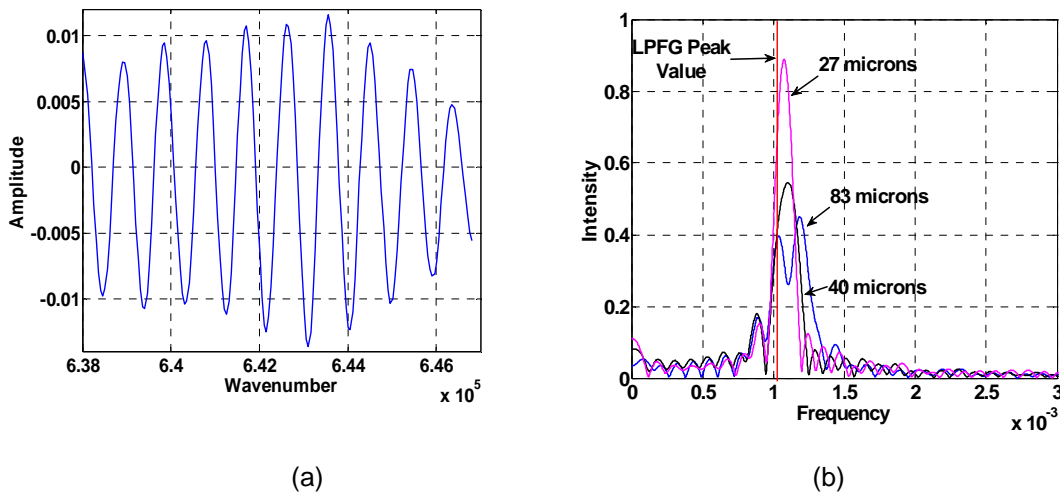 0.01
0.005
0
-0.005
-0.01
Amplitude
6.38
6.4
6.42
6.44
6.46
Wavenumber
x 10^5
(a)
1
0.8
0.6
0.4
0.2
0
Intensity
LPFG Peak
Value
27 microns
83 microns
40 microns
0
0.5
1
1.5
2
2.5
3
Frequency
x 10^-3
(b)